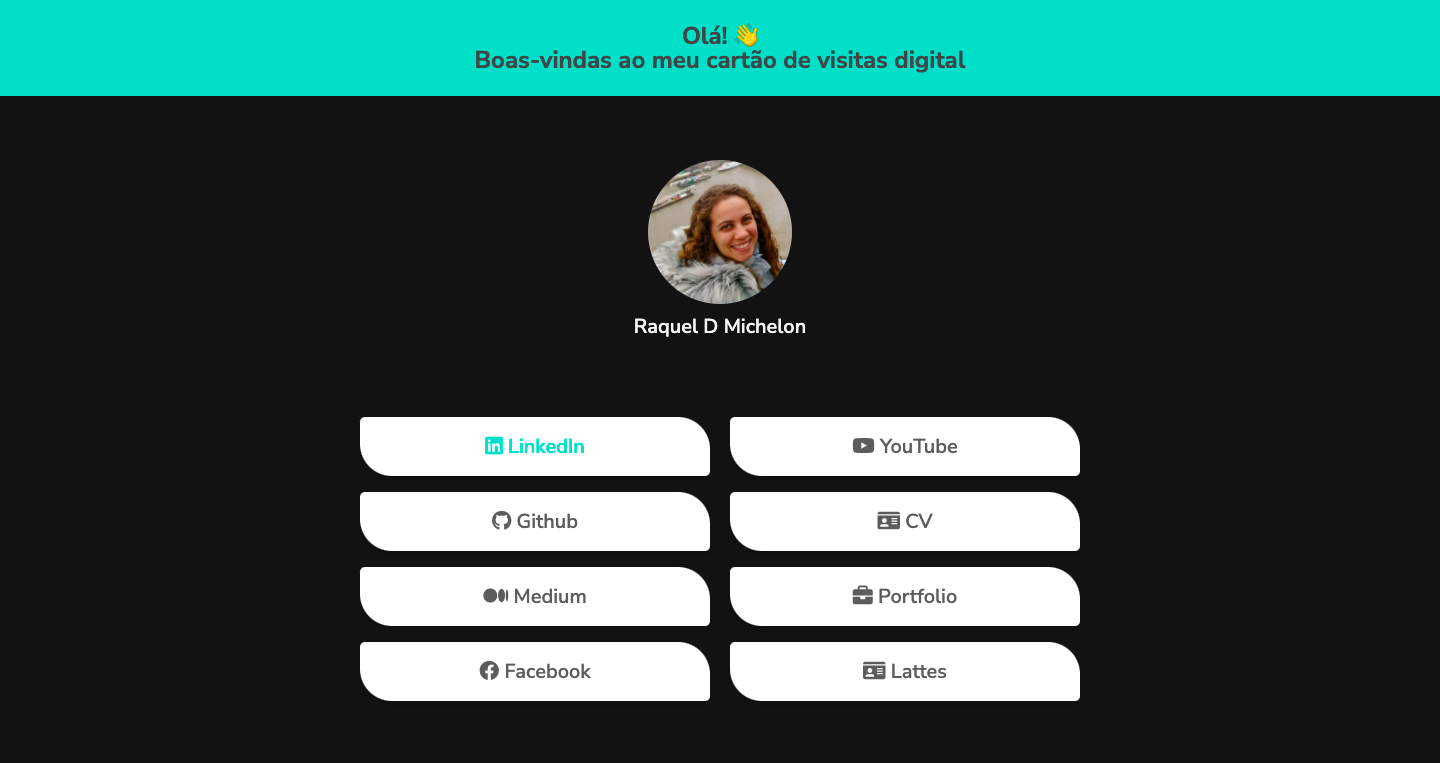 Olá! 👋
Boas-vindas ao meu cartão de visitas digital
Raquel D Michelon
LinkedIn
YouTube
Github
CV
Medium
Portfolio
Facebook
Lattes